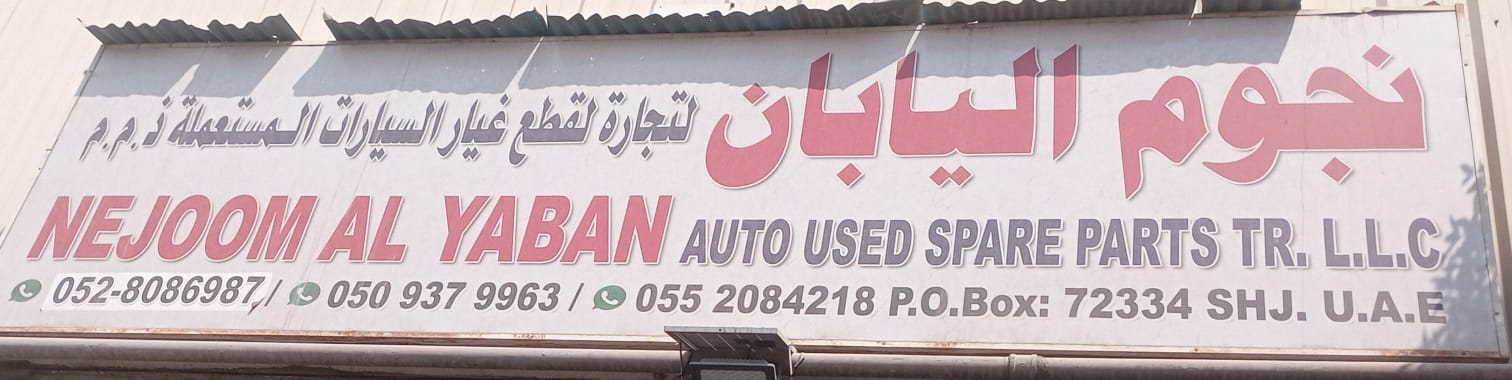 نجوم اليابان لتجارة لقطع غيار السيارات المستعملة ذ.م.م
NEJOOM AL YABAN AUTO USED SPARE PARTS TR. L.L.C
052-8086987 / 050 937 9963 / 055 2084218 P.O.Box: 72334 SHJ. U.A.E